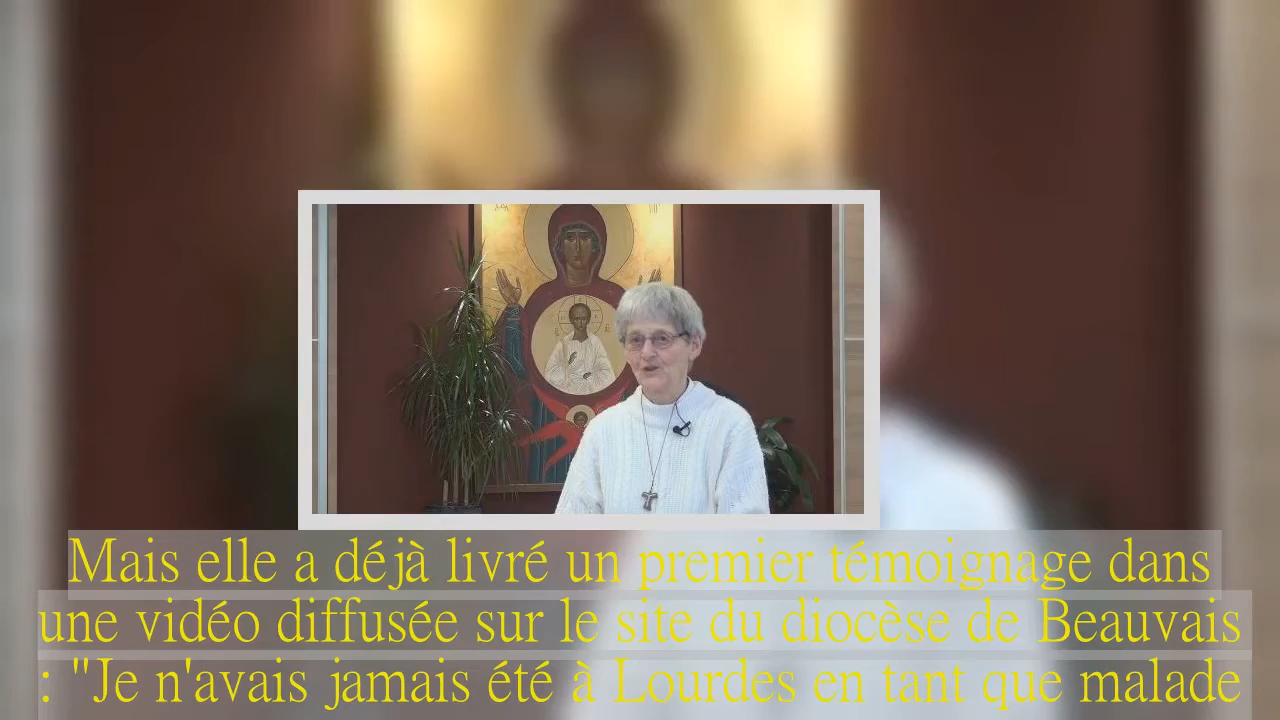 Mais elle a déjà livré un premier témoignage dans
une vidéo diffusée sur le site du diocèse de Beauvais
: "Je n'avais jamais été à Lourdes en tant que malade